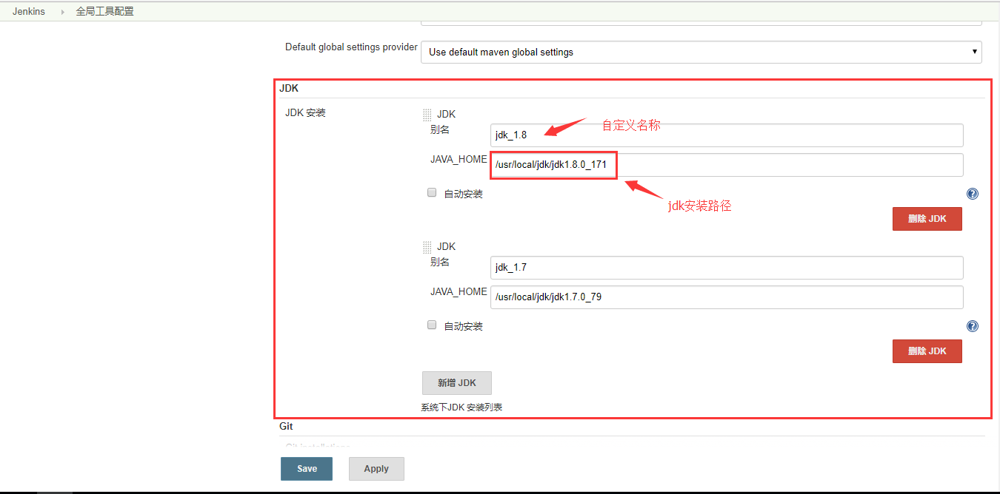 Jenkins 全局工具配置
Default global settings provider
Use default maven global settings
JDK
JDK 安装
JDK
别名
jdk_1.8
自定义名称
JAVA_HOME
/usr/local/jdk/jdk1.8.0_171
自动安装
jdk安装路径
删除 JDK
JDK
别名
jdk_1.7
JAVA_HOME
/usr/local/jdk/jdk1.7.0_79
自动安装
删除 JDK
新增 JDK
系统下JDK 安装列表
Git
Git installations
Save
Apply